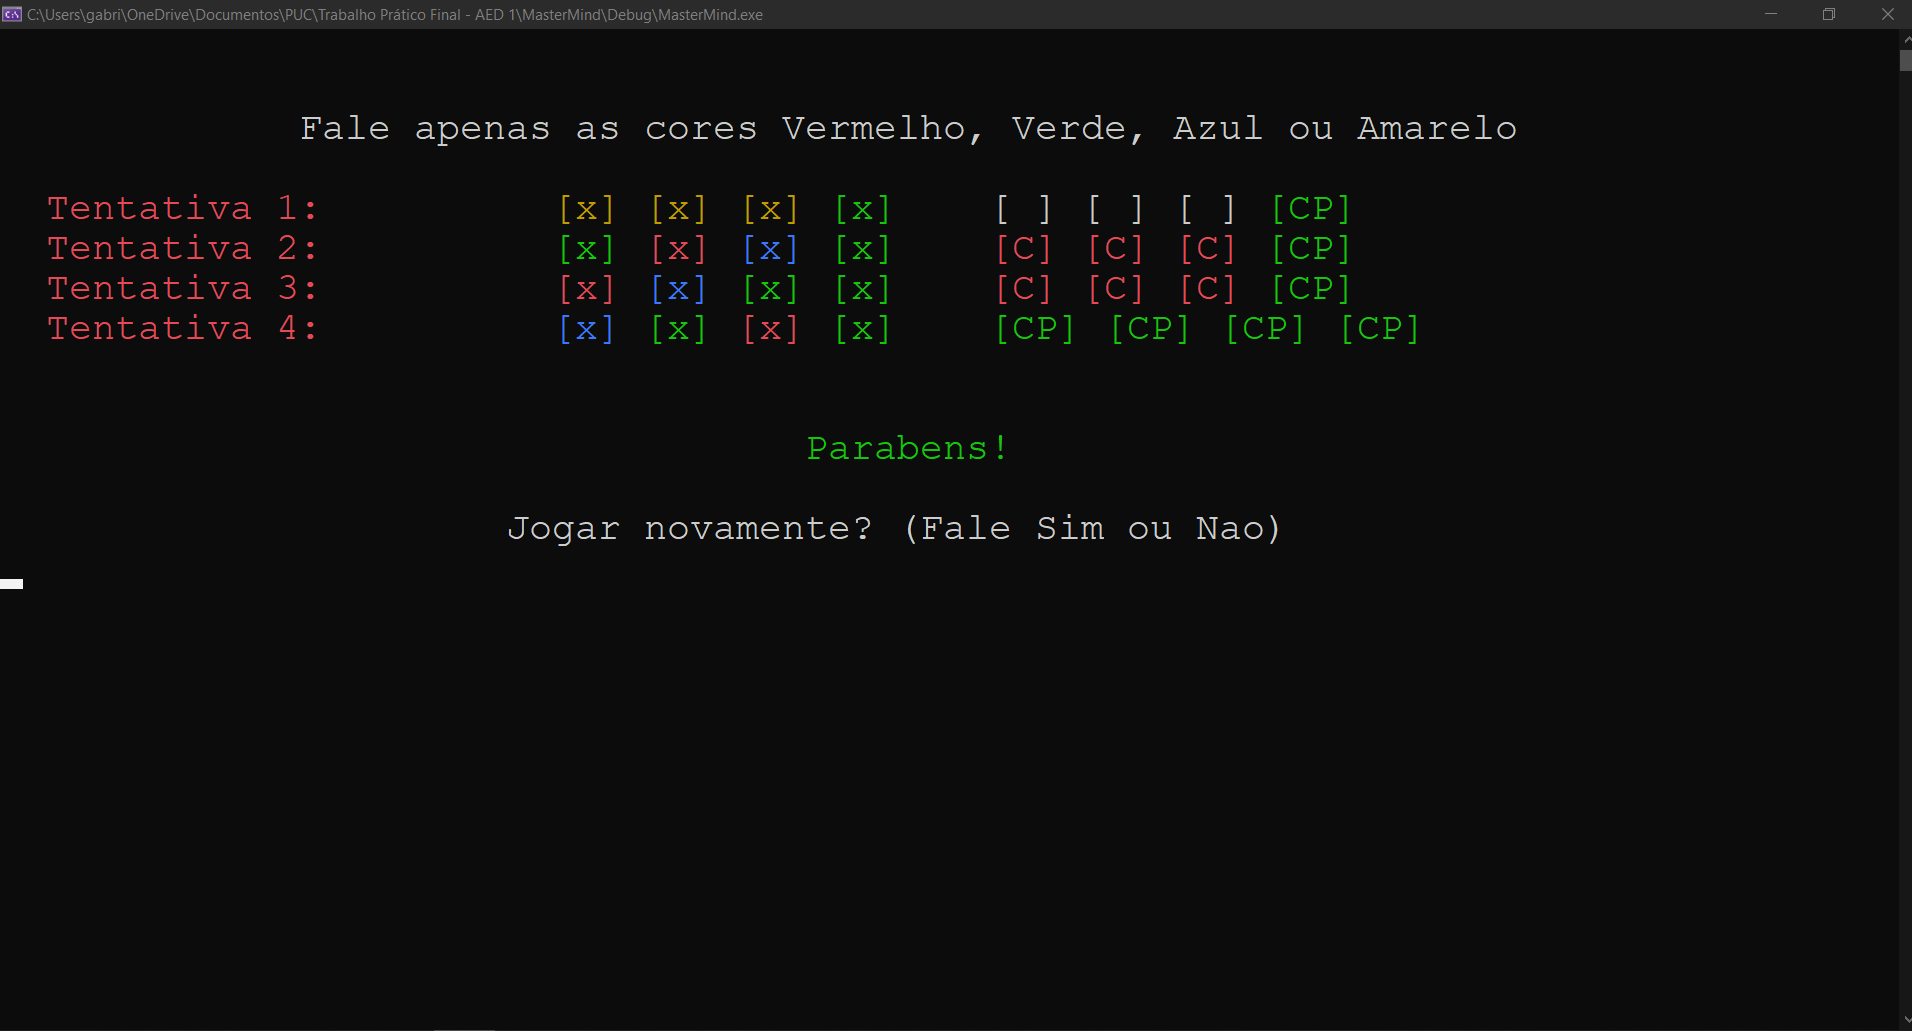 C:\Users\gabri\OneDrive\Documentos\PUC\Trabalho Prático Final - AED 1\MasterMind\Debug\MasterMind.exe
Fale apenas as cores Vermelho, Verde, Azul ou Amarelo
Tentativa 1: [x] [x] [x] [x] [ ] [ ] [ ] [CP]
Tentativa 2: [x] [x] [x] [x] [C] [C] [C] [CP]
Tentativa 3: [x] [x] [x] [x] [C] [C] [C] [CP]
Tentativa 4: [x] [x] [x] [x] [CP] [CP] [CP] [CP]
Parabens!
Jogar novamente? (Fale Sim ou Nao)